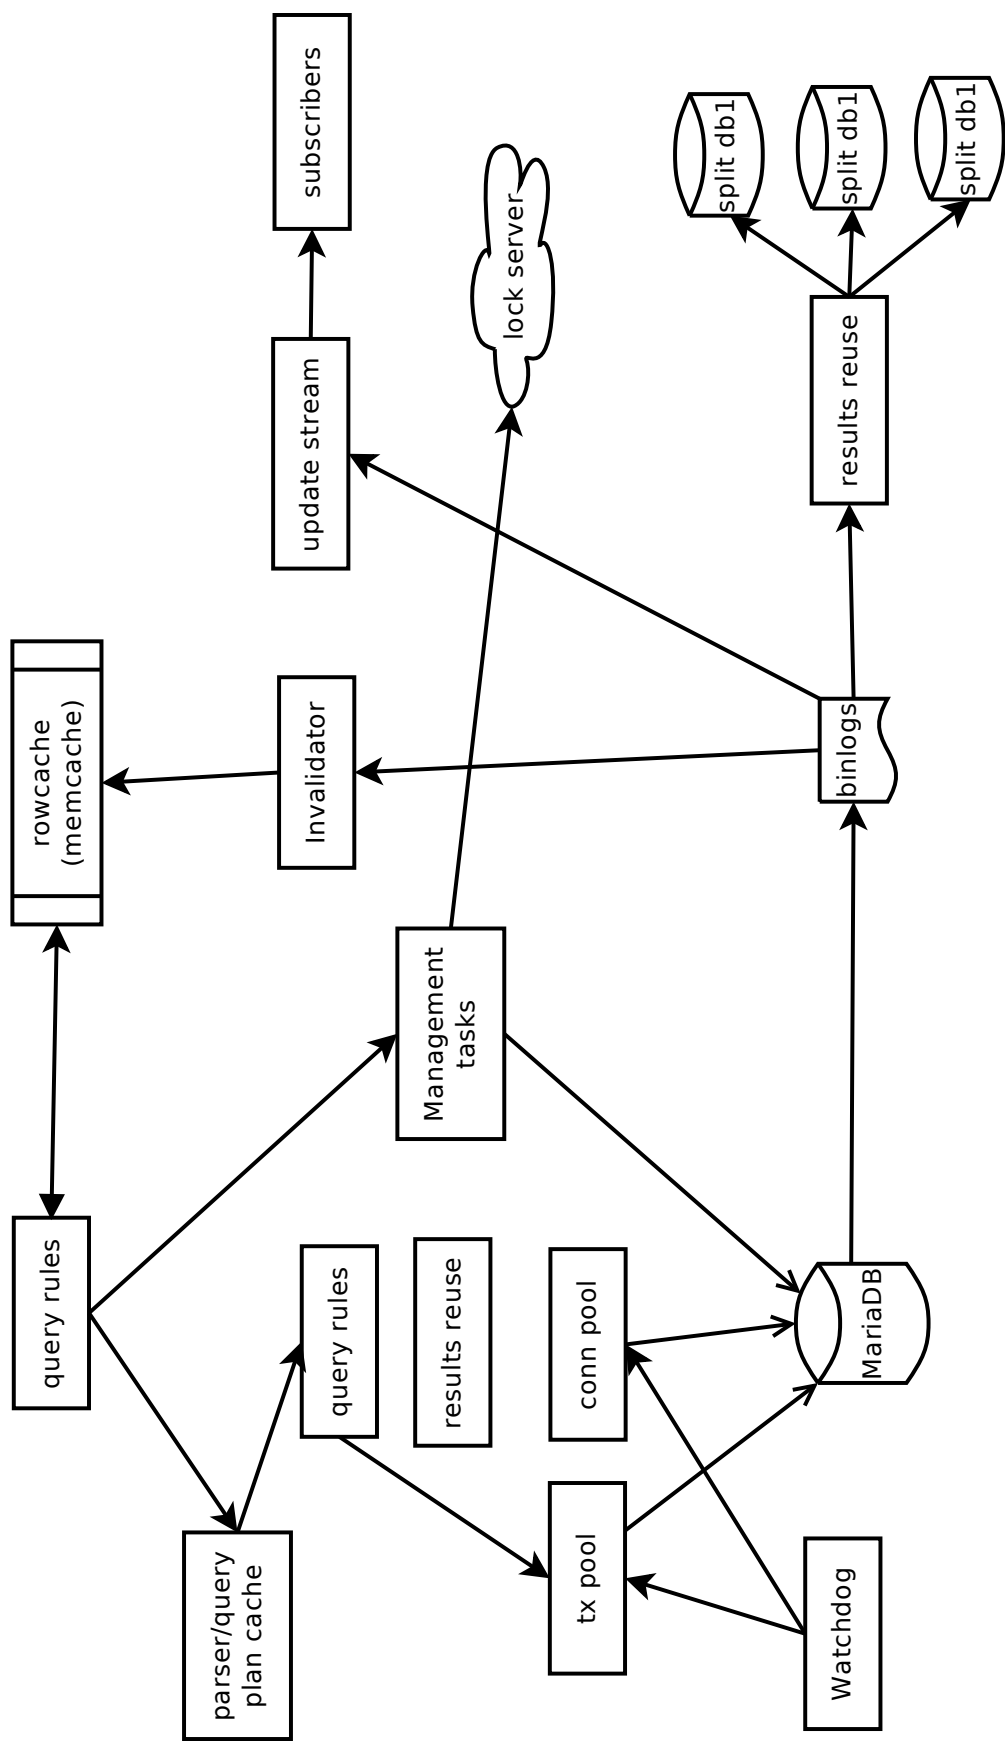 query rules
rowcache
(memcache)
parser/query
plan cache
query rules
Invalidator
update stream
subscribers
results reuse
Management
tasks
lock server
tx pool
conn pool
split db1
Watchdog
MariaDB
binlogs
results reuse
split db1
split db1